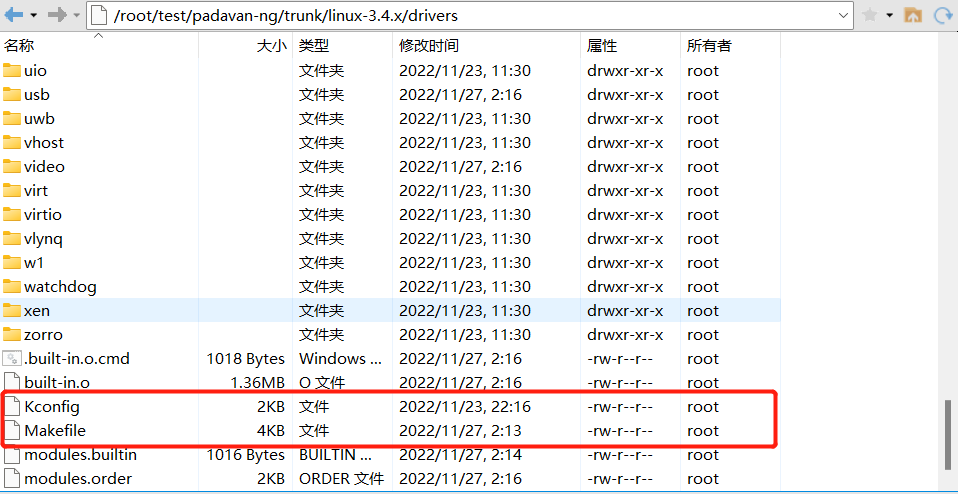 /root/test/padavan-ng/trunk/linux-3.4.x/drivers
名称 大小 类型 修改时间 属性 所有者
uio 文件夹 2022/11/23, 11:30 drwxr-xr-x root
usb 文件夹 2022/11/27, 2:16 drwxr-xr-x root
uwb 文件夹 2022/11/23, 11:30 drwxr-xr-x root
vhost 文件夹 2022/11/23, 11:30 drwxr-xr-x root
video 文件夹 2022/11/27, 2:16 drwxr-xr-x root
virt 文件夹 2022/11/23, 11:30 drwxr-xr-x root
virtio 文件夹 2022/11/23, 11:30 drwxr-xr-x root
vlynq 文件夹 2022/11/23, 11:30 drwxr-xr-x root
w1 文件夹 2022/11/23, 11:30 drwxr-xr-x root
watchdog 文件夹 2022/11/23, 11:30 drwxr-xr-x root
xen 文件夹 2022/11/23, 11:30 drwxr-xr-x root
zorro 文件夹 2022/11/23, 11:30 drwxr-xr-x root
.built-in.o.cmd 1018 Bytes Windows ... 2022/11/27, 2:16 -rw-r--r-- root
built-in.o 1.36MB O 文件 2022/11/27, 2:16 -rw-r--r-- root
Kconfig 2KB 文件 2022/11/23, 22:16 -rw-r--r-- root
Makefile 4KB 文件 2022/11/27, 2:13 -rw-r--r-- root
modules.builtin 1016 Bytes BUILTIN ... 2022/11/27, 2:14 -rw-r--r-- root
modules.order 2KB ORDER 文件 2022/11/27, 2:16 -rw-r--r-- root